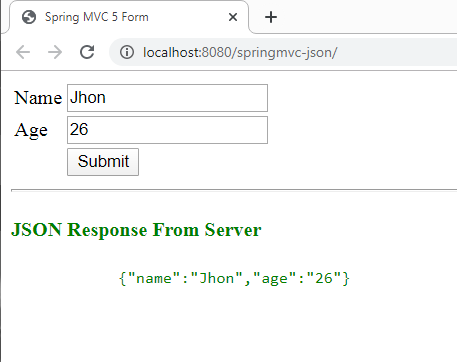 Spring MVC 5 Form
localhost:8080/springmvc-json/
Name Jhon
Age 26
Submit
JSON Response From Server
{"name":"Jhon","age":"26"}